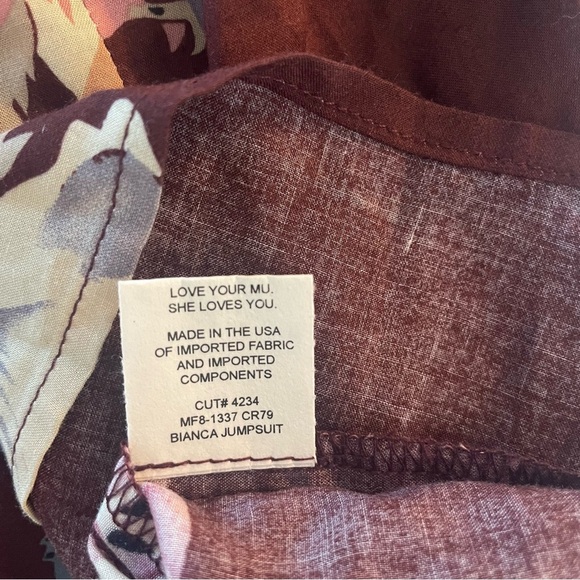 LOVE YOUR MU.
SHE LOVES YOU.
MADE IN THE USA
OF IMPORTED FABRIC
AND IMPORTED
COMPONENTS
CUT# 4234
MF8-1337 CR79
BIANCA JUMPSUIT